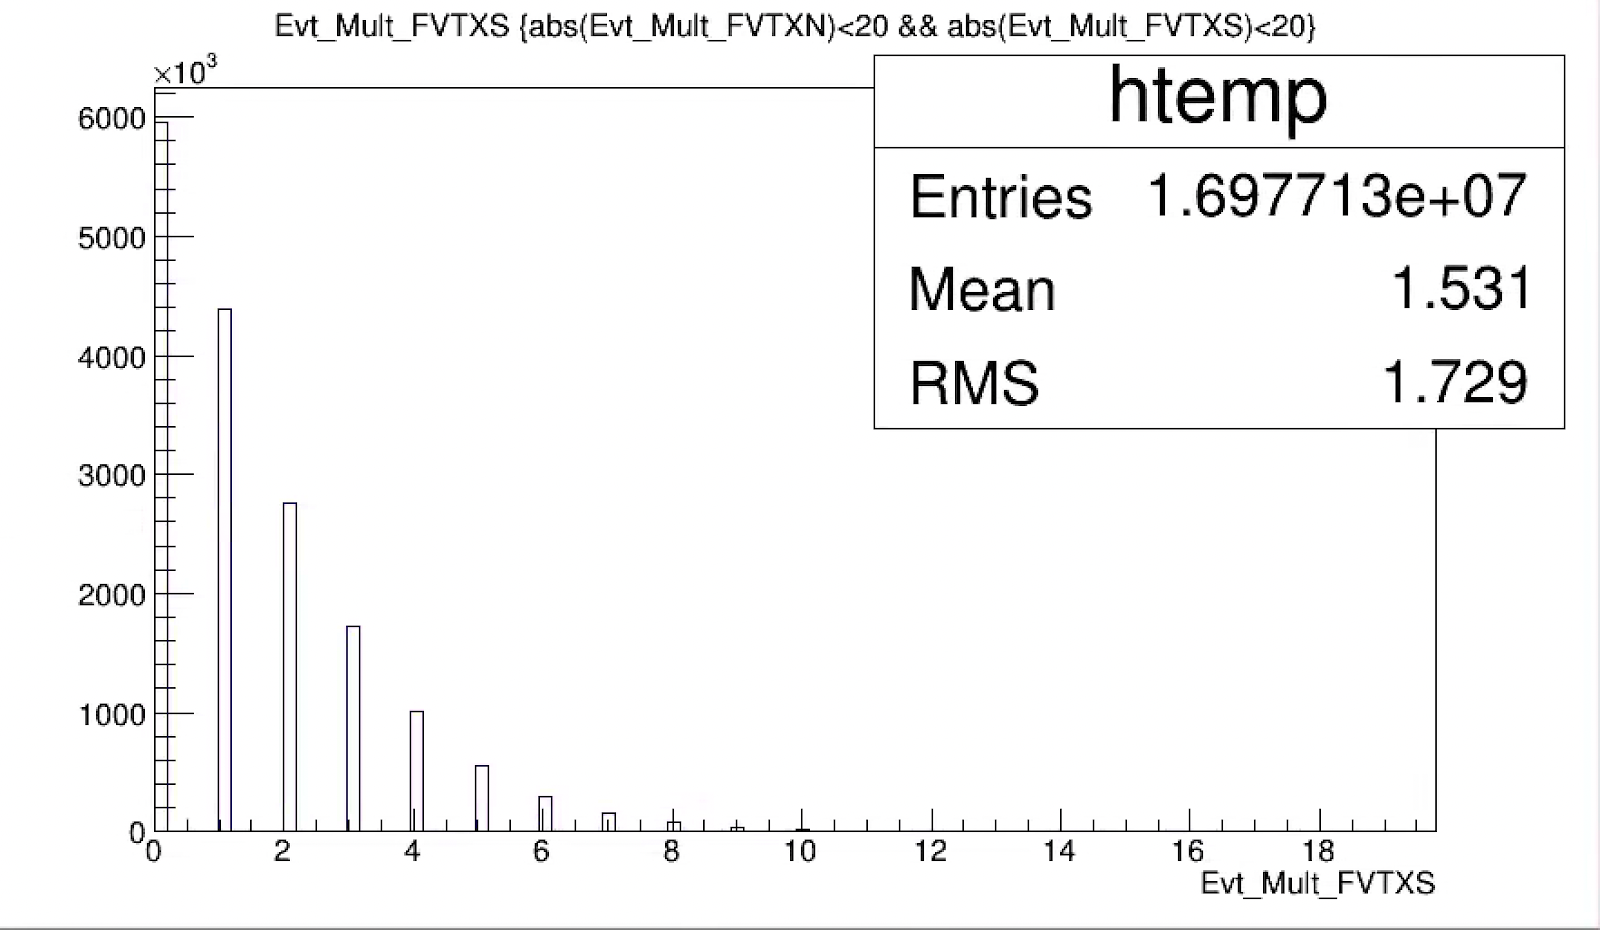 Evt_Mult_FVTXS {abs(Evt_Mult_FVTXN)<20 && abs(Evt_Mult_FVTXS)<20}
×10³
htemp
Entries 1.697713e+07
Mean 1.531
RMS 1.729
6000
5000
4000
3000
2000
1000
0
0 2 4 6 8 10 12 14 16 18
Evt_Mult_FVTXS